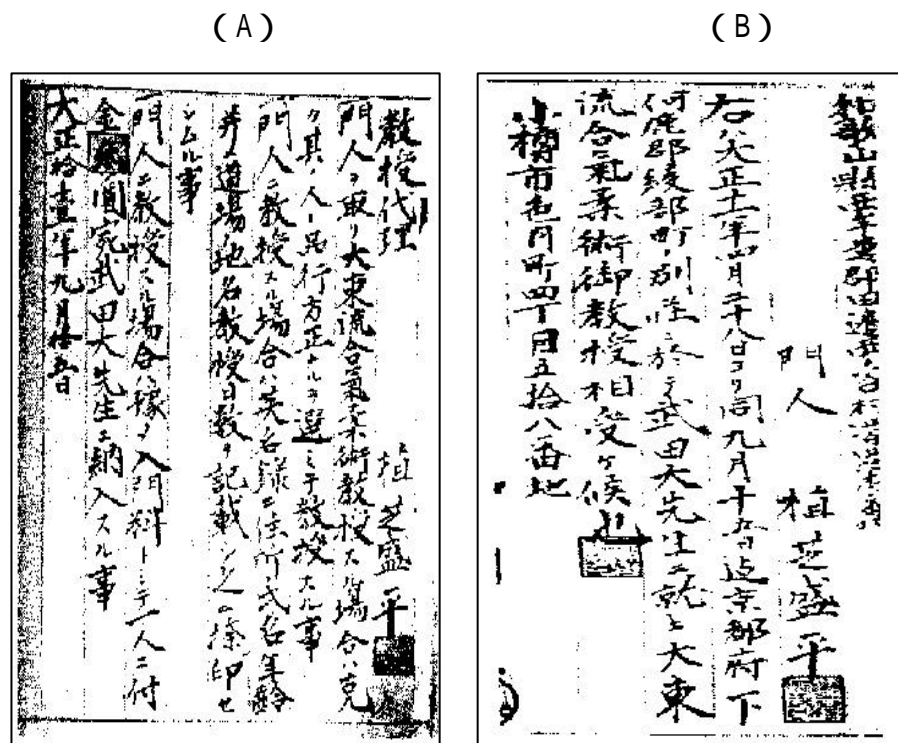 (A)
教授代理 植芝盛平
門人ヲ取リ大東流合氣柔術教授スル場合ハ克
ク其ノ人ト品行方正ナルヲ選ミテ教授スル事
門人ニ教授スル場合ハ英名録ニ住所氏名年齢
并ニ道場地名教授日数ヲ記載シ之ニ捺印セ
シムル事
門人ニ教授スル場合ハ入門料トシテ一人ニ付
金圓宛武田大先生ニ納入スル事
大正拾壹年九月五日
(B)
和歌山縣西牟婁郡田邊
門人 植芝盛平
右ハ大正十一年四月二十八日ヨリ同九月十五日迄京都府下
何鹿郡綾部町ノ別於テ武田大先生ニ就キ大東
流合氣柔術御教授相受ケ候也
小樽市色内町四丁目五拾八番地